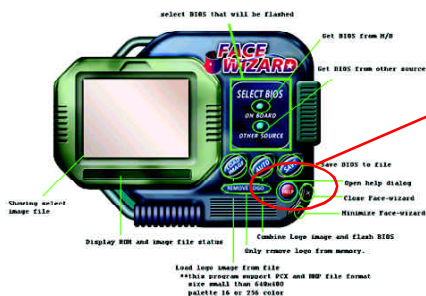 select BIOS that will be flashed
Get BIOS from M/B
FACE
WIZARD
Get BIOS from other source
SELECT BIOS
ON BOARD
OTHER SOURCE
LOAD IMAGE
AUTO
SAVE
Save BIOS to file
REMOVE LOGO
HELP
Open help dialog
Showing select
image file
Close Face-wizard
Minimize Face-wizard
Display ROM and image file status
Combine Logo image and flash BIOS
Only remove logo from memory.
Load logo image from file
**this program support PCX and BMP file format
size small than 640x480
palette 16 or 256 color